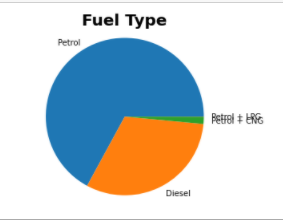 Fuel Type
Petrol
Petrol + LPG
Petrol + CNG
Diesel